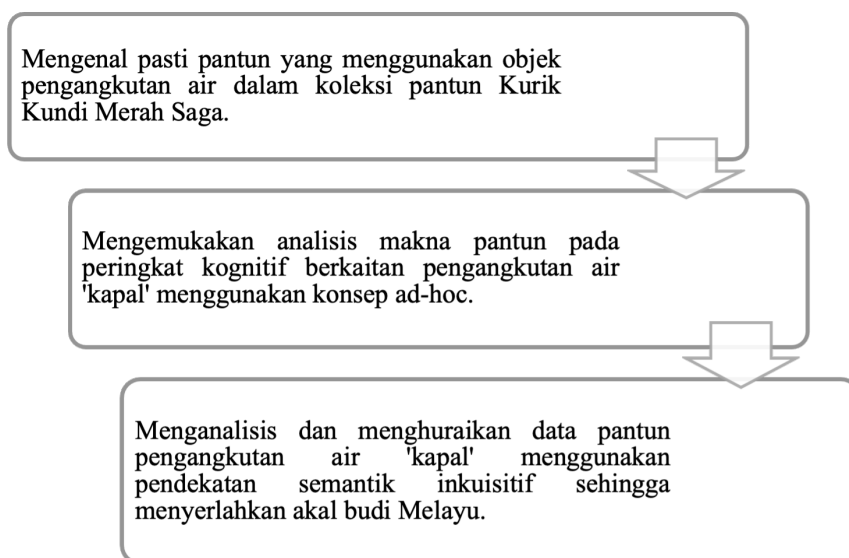 Mengenal pasti pantun yang menggunakan objek
pengangkutan air dalam koleksi pantun Kurik
Kundi Merah Saga.
Mengemukakan analisis makna pantun pada
peringkat kognitif berkaitan pengangkutan air
'kapal' menggunakan konsep ad-hoc.
Menganalisis dan menghuraikan data pantun
pengangkutan air 'kapal' menggunakan
pendekatan semantik inkuisitif sehingga
menyerlahkan akal budi Melayu.